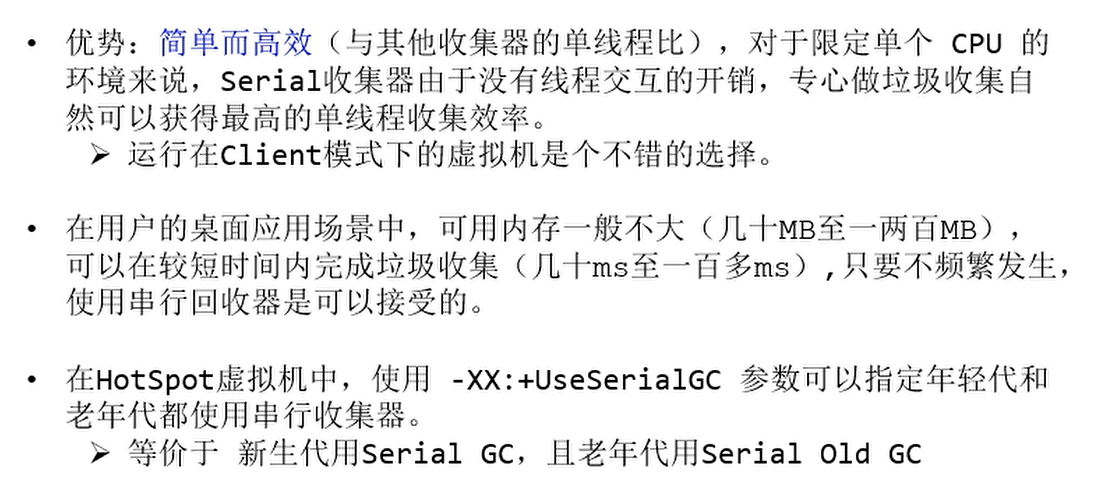 • 优势：简单而高效（与其他收集器的单线程比），对于限定单个 CPU 的
环境来说，Serial收集器由于没有线程交互的开销，专心做垃圾收集自
然可以获得最高的单线程收集效率。
➢ 运行在Client模式下的虚拟机是个不错的选择。
• 在用户的桌面应用场景中，可用内存一般不大（几十MB至一两百MB），
可以在较短时间内完成垃圾收集（几十ms至一百多ms）,只要不频繁发生，
使用串行回收器是可以接受的。
• 在HotSpot虚拟机中，使用 -XX:+UseSerialGC 参数可以指定年轻代和
老年代都使用串行收集器。
➢ 等价于 新生代用Serial GC，且老年代用Serial Old GC